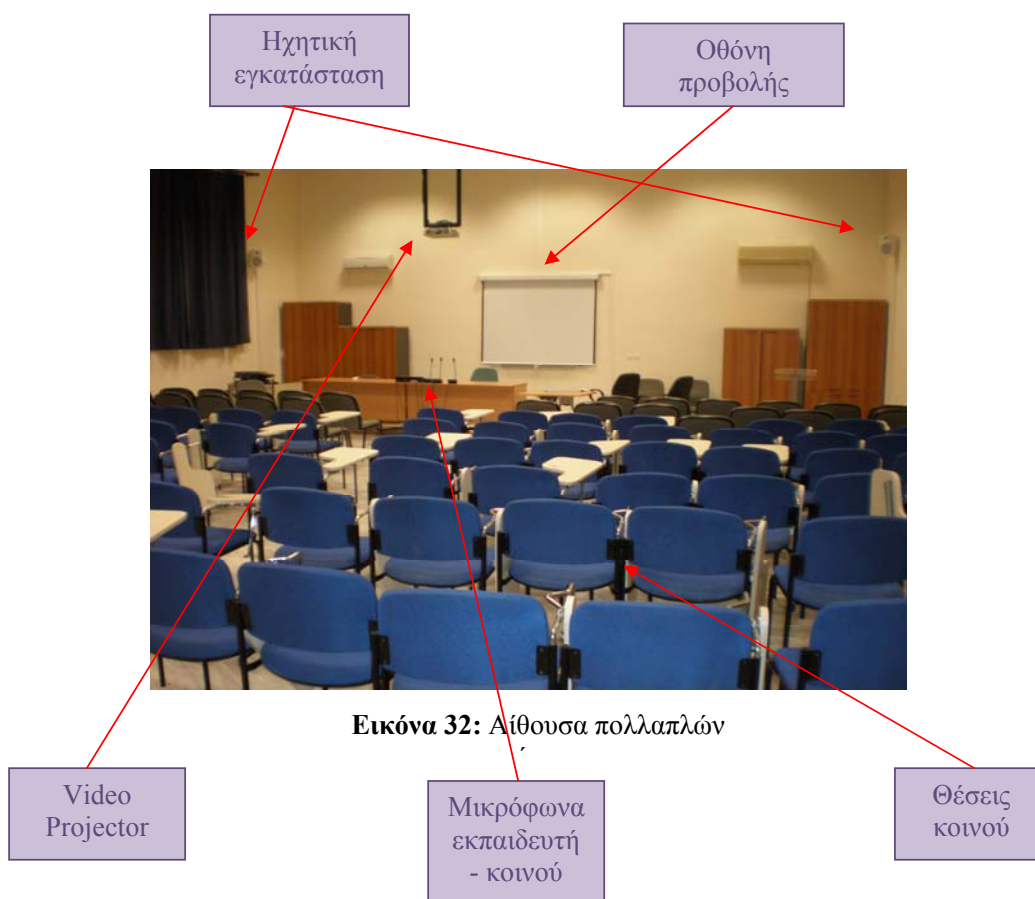 Ηχητική
εγκατάσταση
Οθόνη
προβολής
Εικόνα 32: Αίθουσα πολλαπλών
Video
Projector
Μικρόφωνα
εκπαιδευτή
- κοινού
Θέσεις
κοινού